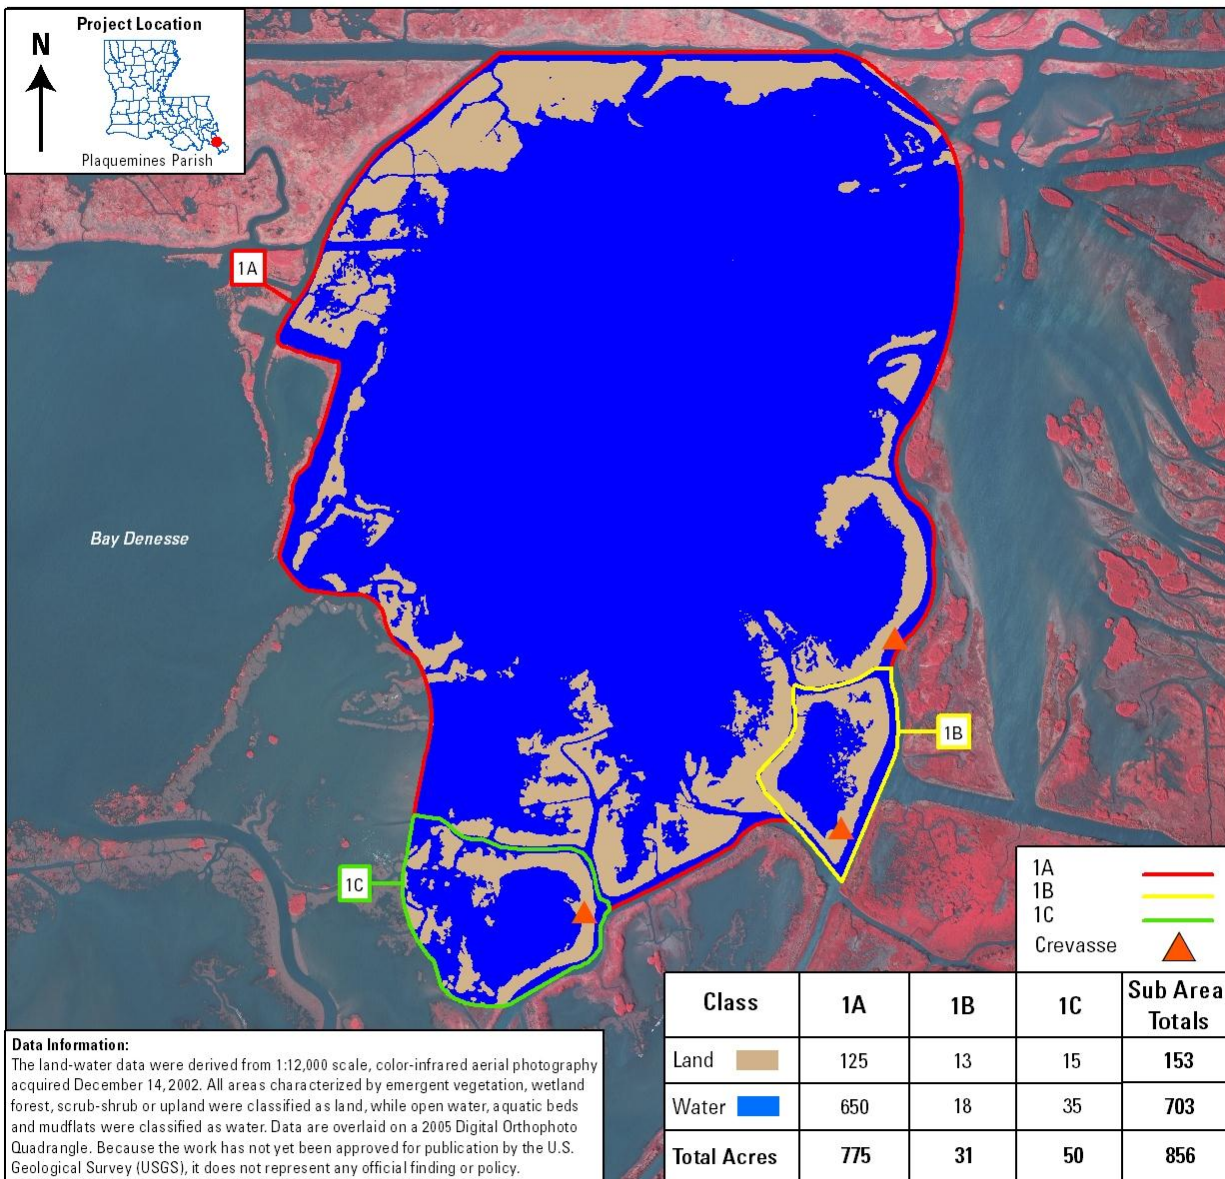 Project Location
N
Plaquemines Parish
1A
Bay Denesse
1B
1C
1A
1B
1C
Crevasse
Class 1A 1B 1C Sub Area Totals
Land 125 13 15 153
Water 650 18 35 703
Total Acres 775 31 50 856
Data Information:
The land-water data were derived from 1:12,000 scale, color-infrared aerial photography
acquired December 14, 2002. All areas characterized by emergent vegetation, wetland
forest, scrub-shrub or upland were classified as land, while open water, aquatic beds
and mudflats were classified as water. Data are overlaid on a 2005 Digital Orthophoto
Quadrangle. Because the work has not yet been approved for publication by the U.S.
Geological Survey (USGS), it does not represent any official finding or policy.